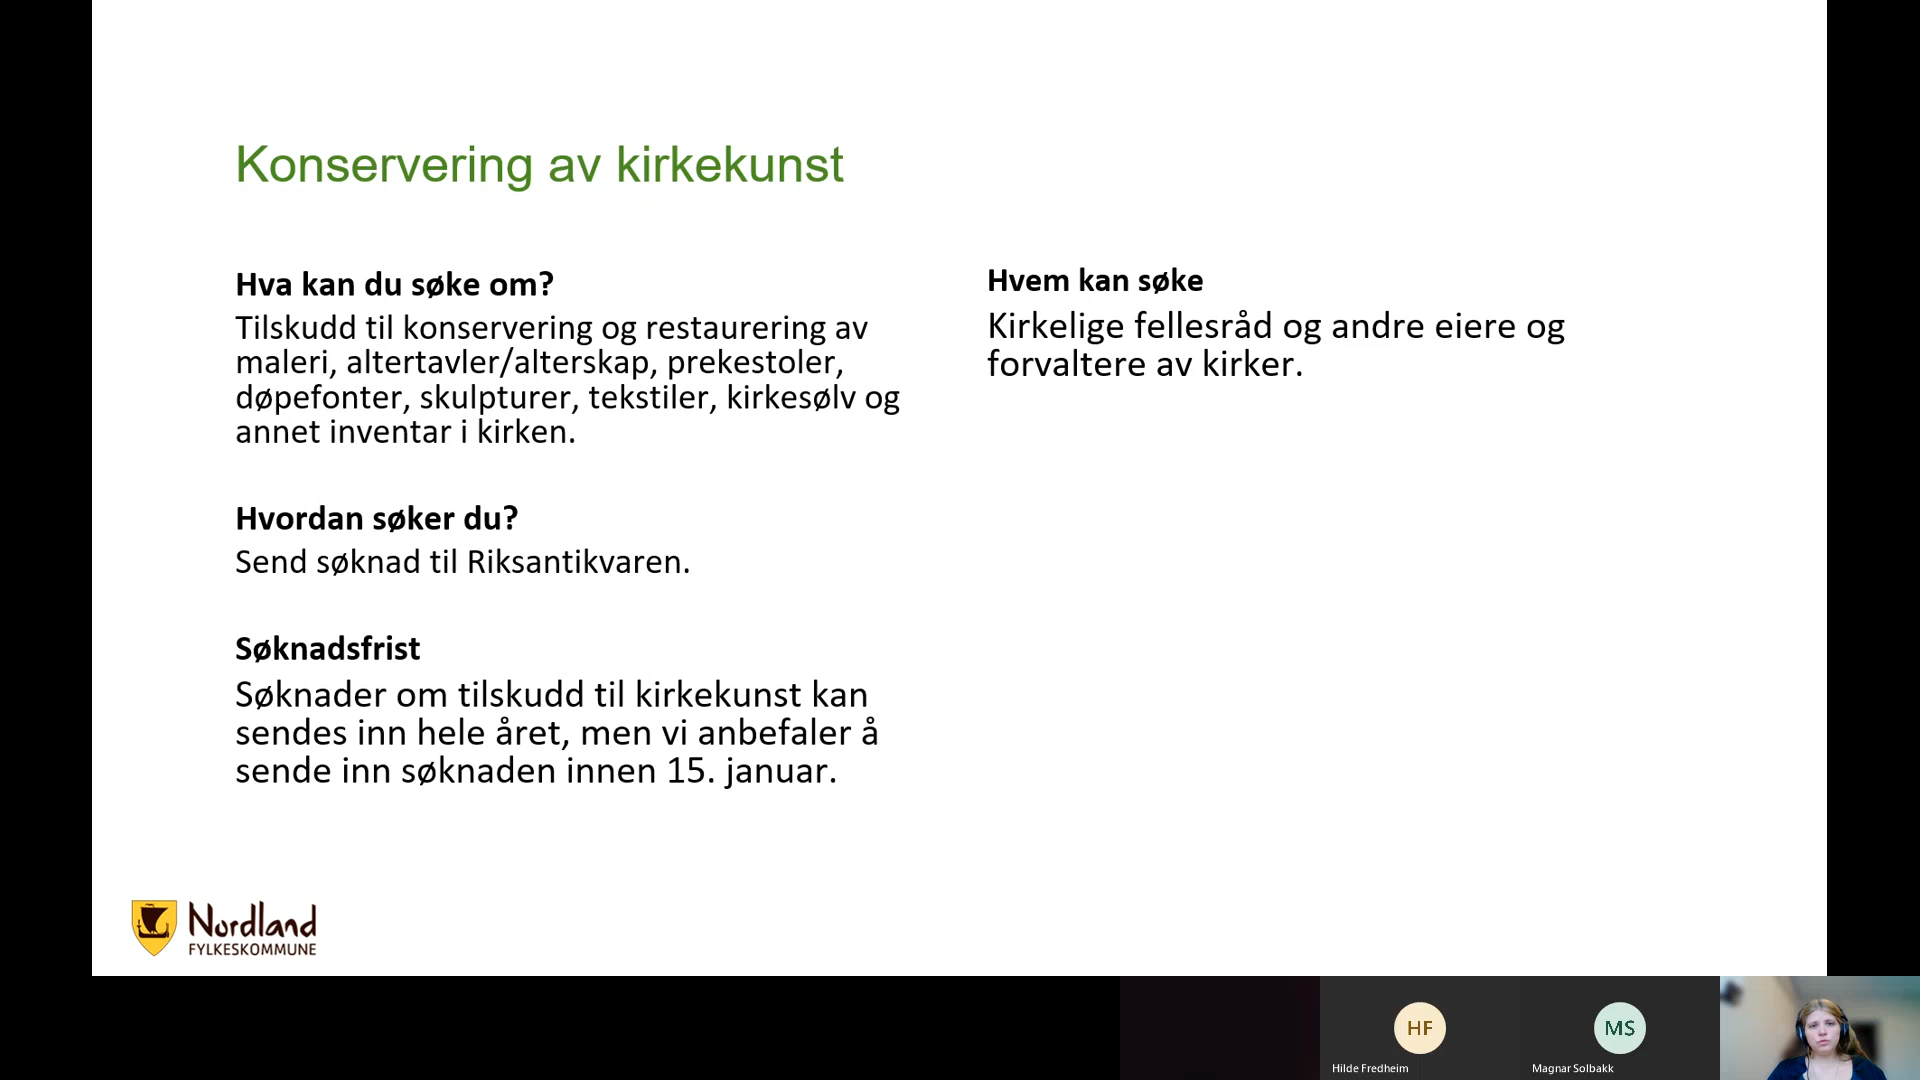 Konservering av kirkekunst
Hva kan du søke om?
Tilskudd til konservering og restaurering av
maleri, altertavler/alterskap, prekestoler,
døpefonter, skulpturer, tekstiler, kirkesølv og
annet inventar i kirken.
Hvordan søker du?
Send søknad til Riksantikvaren.
Søknadsfrist
Søknader om tilskudd til kirkekunst kan
sendes inn hele året, men vi anbefaler å
sende inn søknaden innen 15. januar.
Hvem kan søke
Kirkelige fellesråd og andre eiere og
forvaltere av kirker.
Nordland
FYLKESKOMMUNE
HF
Hilde Fredheim
MS
Magnar Solbakk